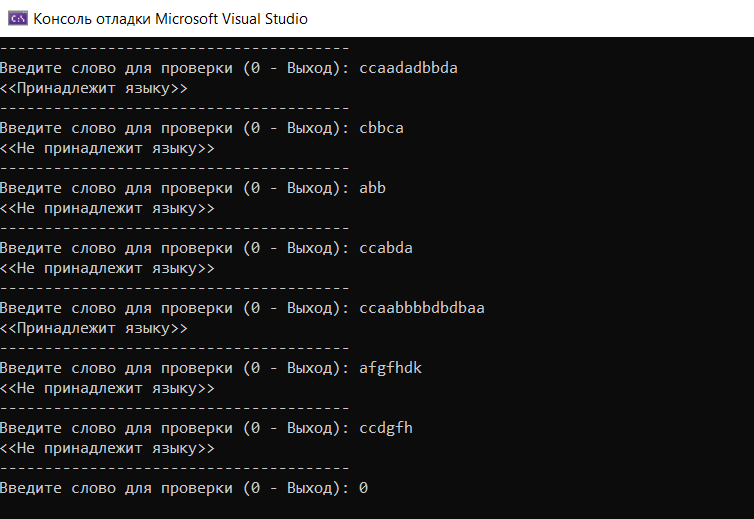 Консоль отладки Microsoft Visual Studio
---------------------------------------
Введите слово для проверки (0 - Выход): ccaadadbbda
<<Принадлежит языку>>
---------------------------------------
Введите слово для проверки (0 - Выход): cbbca
<<Не принадлежит языку>>
---------------------------------------
Введите слово для проверки (0 - Выход): abb
<<Не принадлежит языку>>
---------------------------------------
Введите слово для проверки (0 - Выход): ccabda
<<Не принадлежит языку>>
---------------------------------------
Введите слово для проверки (0 - Выход): ccaabbbbdbdbaa
<<Принадлежит языку>>
---------------------------------------
Введите слово для проверки (0 - Выход): afgfhdk
<<Не принадлежит языку>>
---------------------------------------
Введите слово для проверки (0 - Выход): ccdgfh
<<Не принадлежит языку>>
---------------------------------------
Введите слово для проверки (0 - Выход): 0